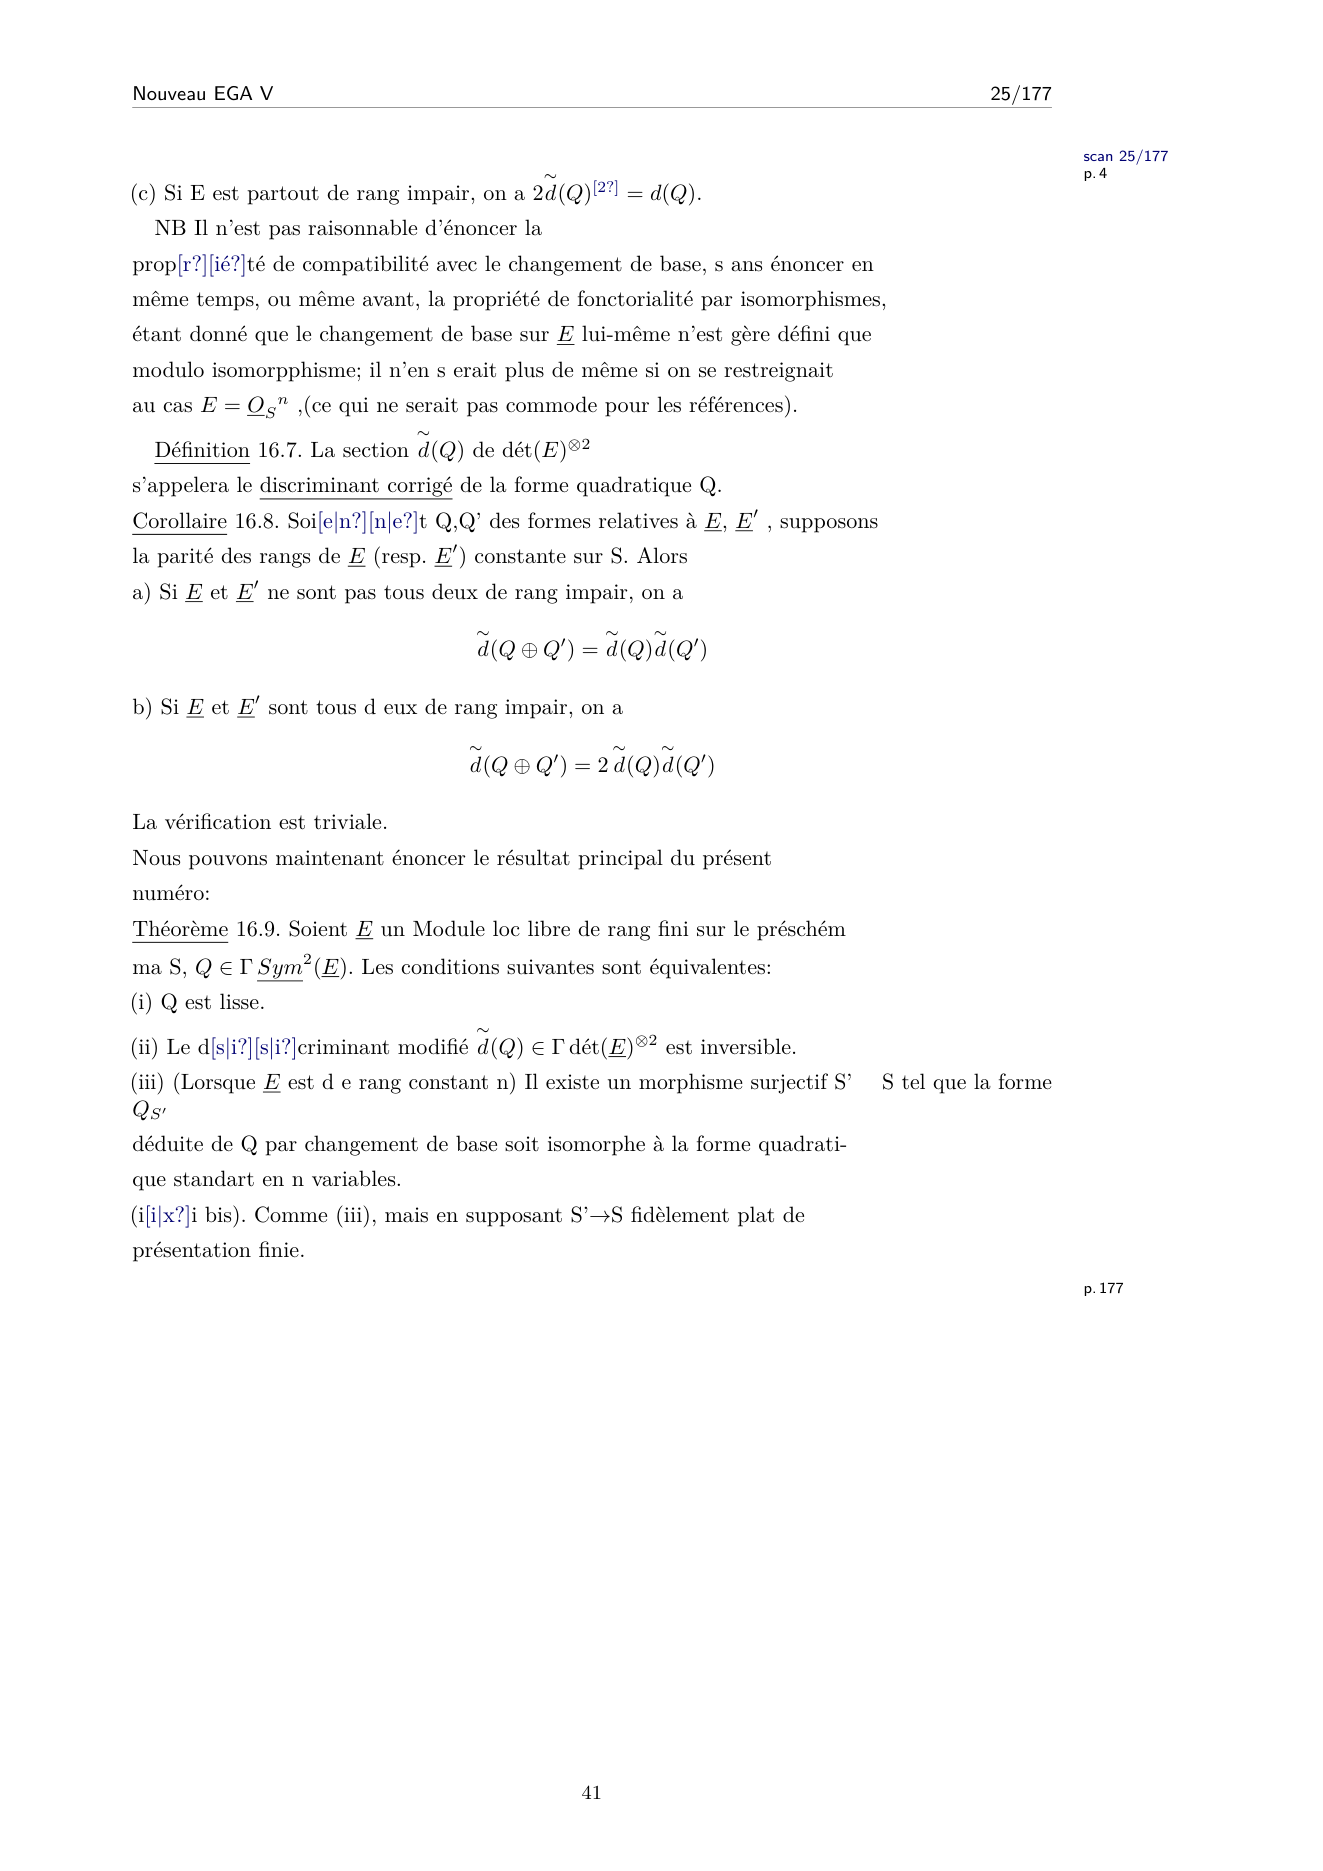 Nouveau EGA V 25/177
scan 25/177
p. 4
(c) Si E est partout de rang impair, on a 2d̃(Q)^[2?] = d(Q).
NB Il n'est pas raisonnable d'énoncer la
prop[r?][ié?]té de compatibilité avec le changement de base, s ans énoncer en
même temps, ou même avant, la propriété de fonctorialité par isomorphismes,
étant donné que le changement de base sur E lui-même n'est gère défini que
modulo isomorpphisme; il n'en s erait plus de même si on se restreignait
au cas E = O_S^n ,(ce qui ne serait pas commode pour les références).
Définition 16.7. La section d̃(Q) de dét(E)^⊗2
s'appelera le discriminant corrigé de la forme quadratique Q.
Corollaire 16.8. Soi[e|n?][n|e?]t Q,Q' des formes relatives à E, E′ , supposons
la parité des rangs de E (resp. E′) constante sur S. Alors
a) Si E et E′ ne sont pas tous deux de rang impair, on a
d̃(Q ⊕ Q′) = d̃(Q)d̃(Q′)
b) Si E et E′ sont tous d eux de rang impair, on a
d̃(Q ⊕ Q′) = 2 d̃(Q)d̃(Q′)
La vérification est triviale.
Nous pouvons maintenant énoncer le résultat principal du présent
numéro:
Théorème 16.9. Soient E un Module loc libre de rang fini sur le préschém
ma S, Q ∈ Γ Sym²(E). Les conditions suivantes sont équivalentes:
(i) Q est lisse.
(ii) Le d[s|i?][s|i?]criminant modifié d̃(Q) ∈ Γ dét(E)^⊗2 est inversible.
(iii) (Lorsque E est d e rang constant n) Il existe un morphisme surjectif S' S tel que la forme
Q_S′
déduite de Q par changement de base soit isomorphe à la forme quadrati-
que standart en n variables.
(i[i|x?]i bis). Comme (iii), mais en supposant S'→S fidèlement plat de
présentation finie.
p. 177
41